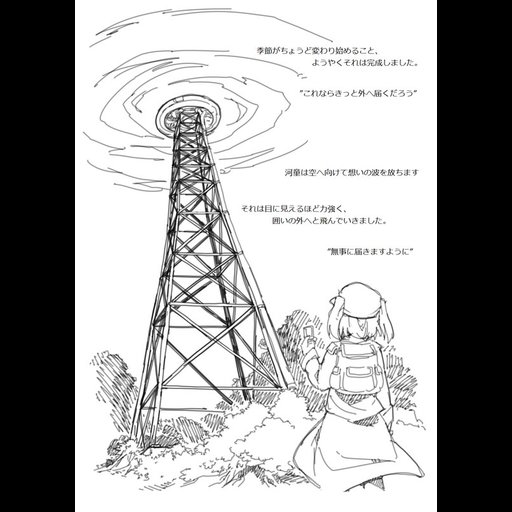 季節がちょうど変わり始めること、
ようやくそれは完成しました。
"これならきっと外へ届くだろう"
河童は空へ向けて想いの波を放ちます
それは目に見えるほど力強く、
囲いの外へと飛んでいきました。
"無事に届きますように"